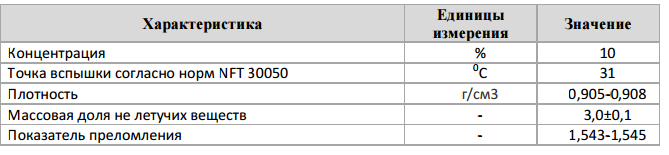 Характеристика Единицы измерения Значение
Концентрация % 10
Точка вспышки согласно норм NFT 30050 ⁰С 31
Плотность г/см3 0,905-0,908
Массовая доля не летучих веществ - 3,0±0,1
Показатель преломления - 1,543-1,545